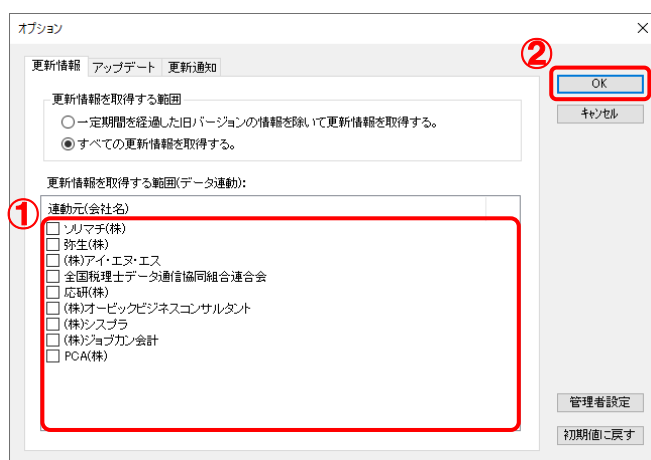 オプション
更新情報 アップデート 更新通知
②
OK
キャンセル
更新情報を取得する範囲
一定期間を経過した旧バージョンの情報を除いて更新情報を取得する。
すべての更新情報を取得する。
更新情報を取得する範囲(データ連動):
①
連動元(会社名)
ソリマチ(株)
弥生(株)
(株)アイ・エヌ・エス
全国税理士データ通信協同組合連合会
応研(株)
(株)オービックビジネスコンサルタント
(株)シスプラ
(株)ジョブカン会計
PCA(株)
管理者設定
初期値に戻す